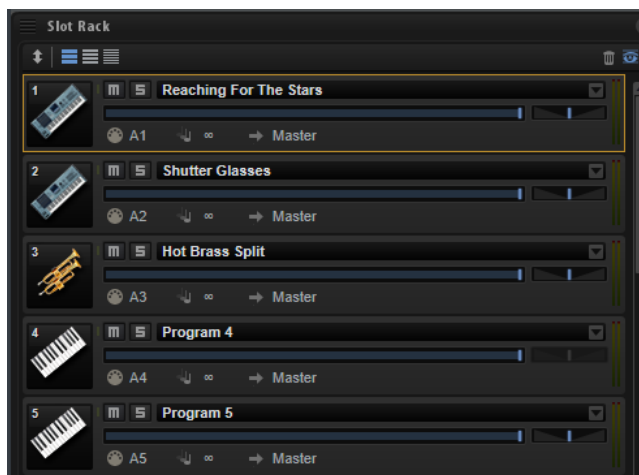 Slot Rack
1 M S Reaching For The Stars
A1 ∞ Master
2 M S Shutter Glasses
A2 ∞ Master
3 M S Hot Brass Split
A3 ∞ Master
4 M S Program 4
A4 ∞ Master
5 M S Program 5
A5 ∞ Master